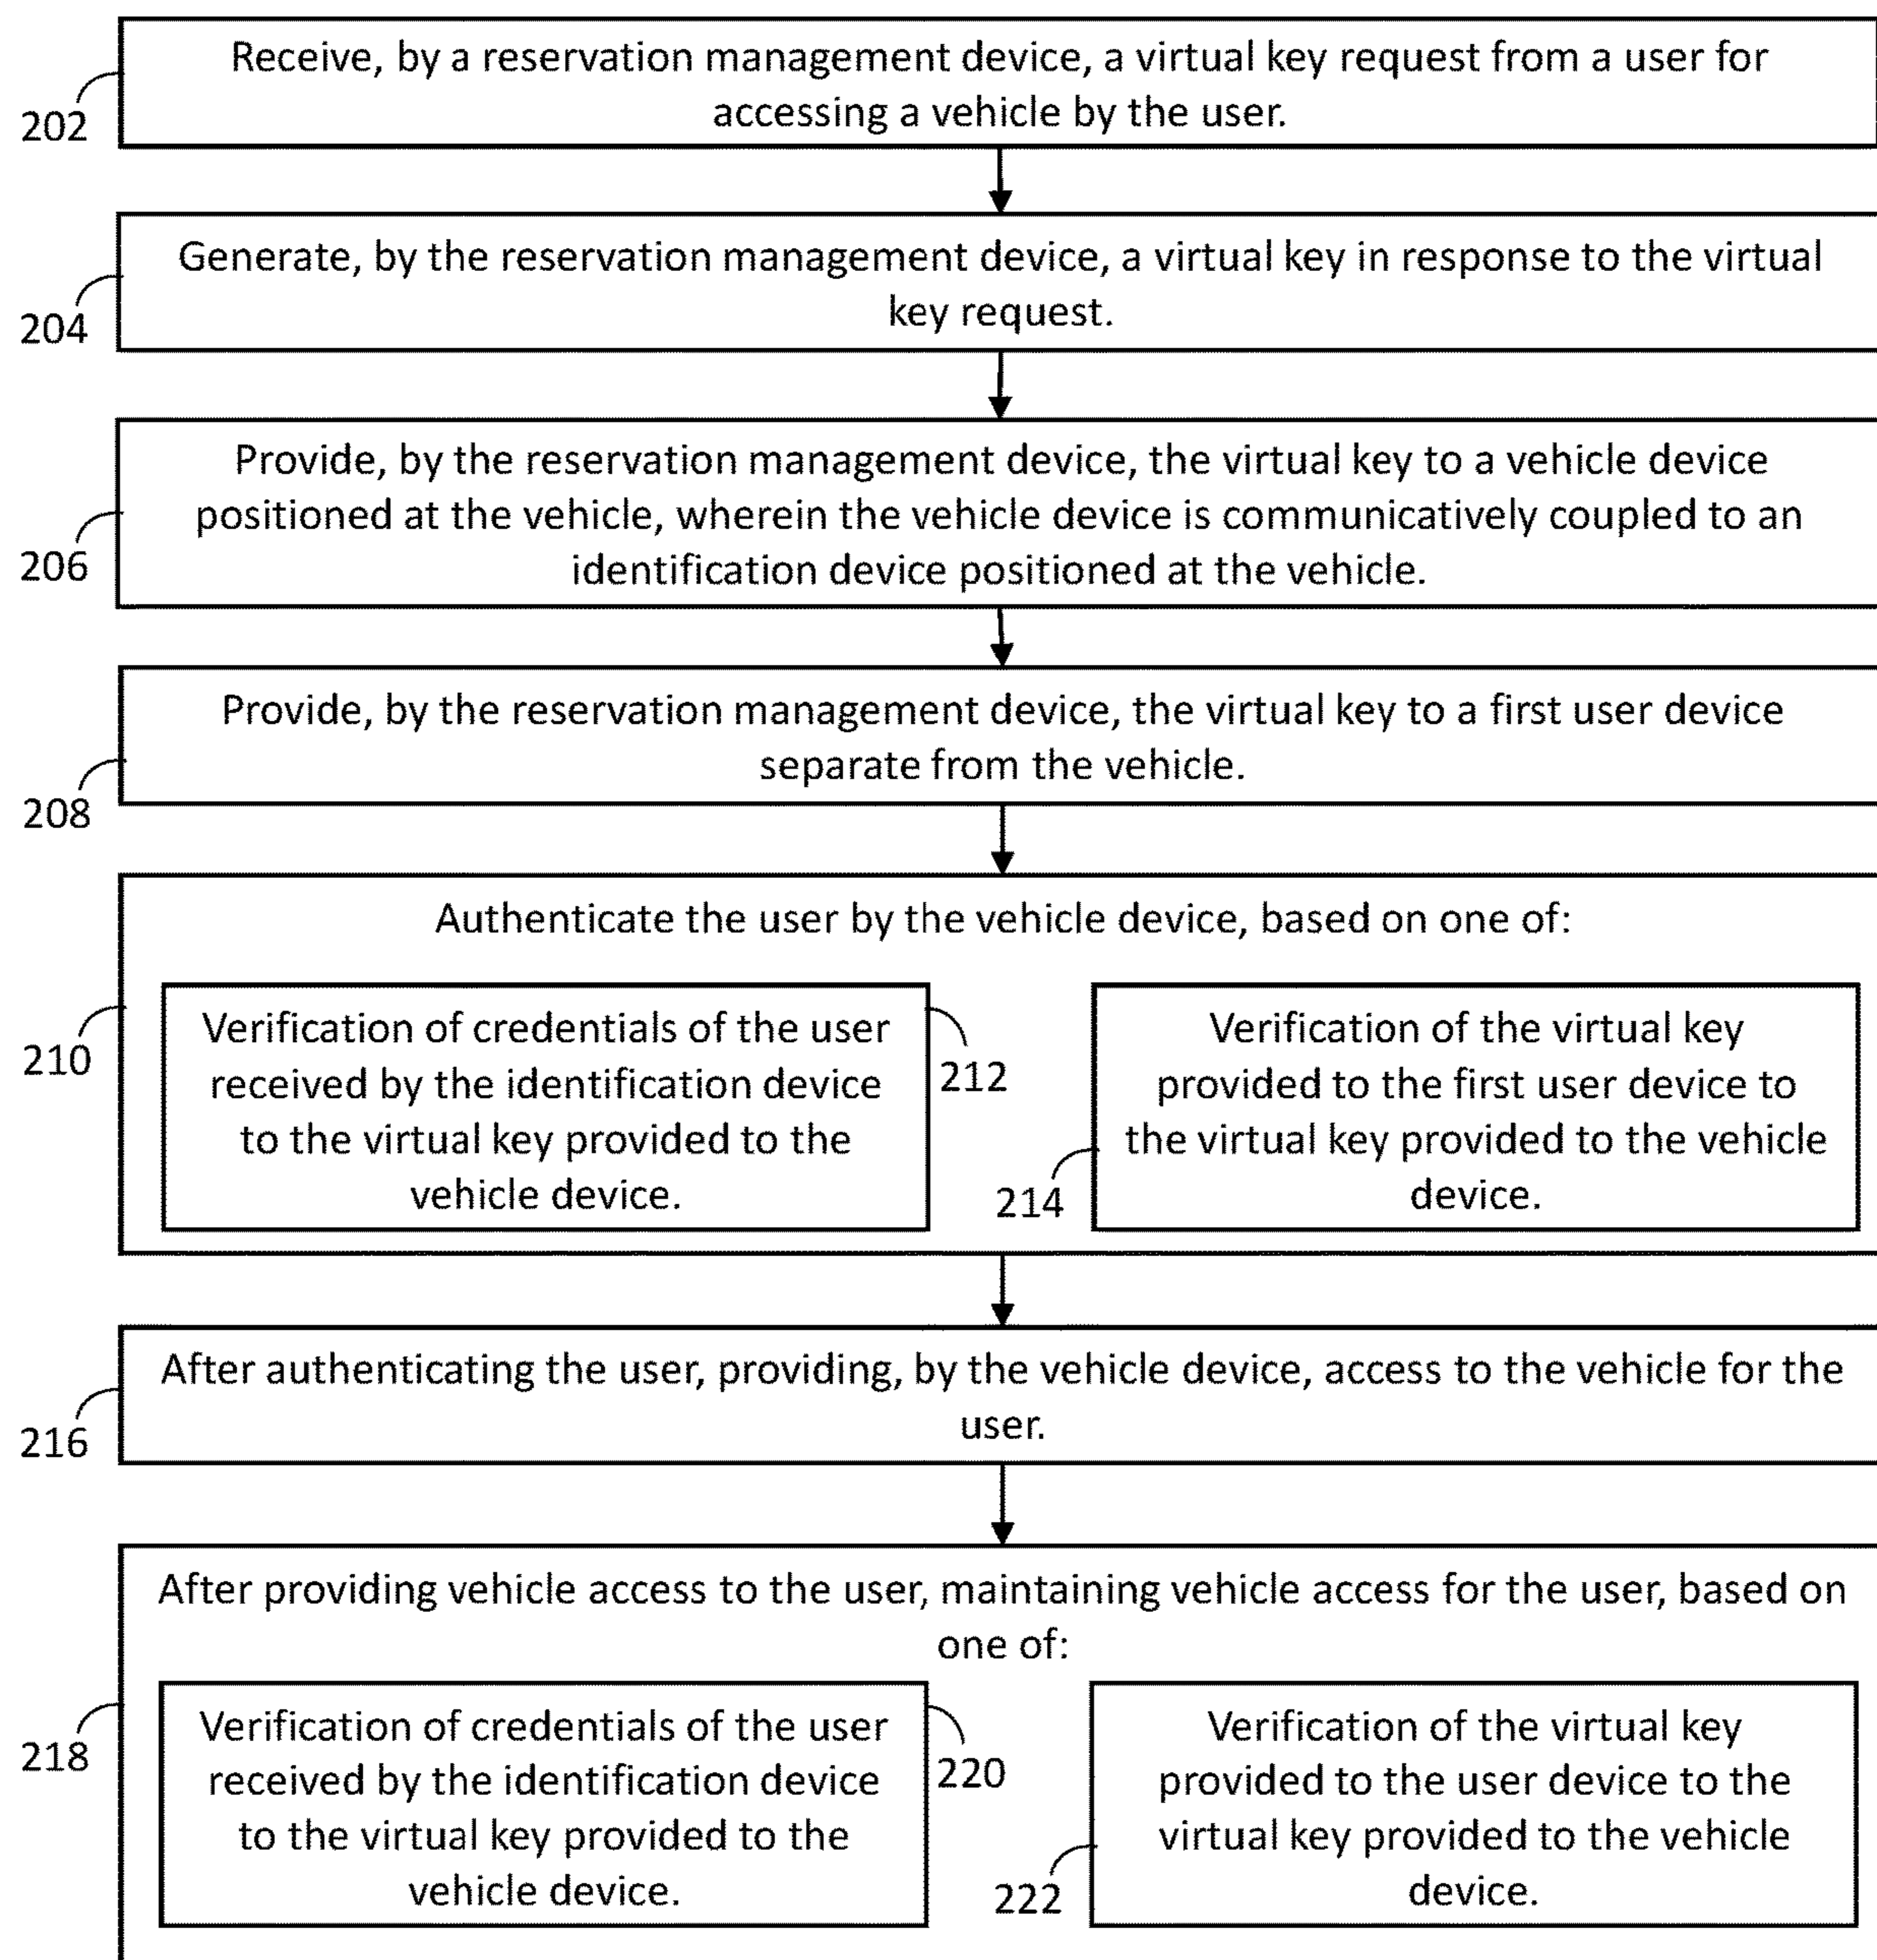 Receive, by a reservation management device, a virtual key request from a user for
accessing a vehicle by the user.
202
Generate, by the reservation management device, a virtual key in response to the virtual
key request.
204
Provide, by the reservation management device, the virtual key to a vehicle device
positioned at the vehicle, wherein the vehicle device is communicatively coupled to an
identification device positioned at the vehicle.
206
Provide, by the reservation management device, the virtual key to a first user device
separate from the vehicle.
208
Authenticate the user by the vehicle device, based on one of:
210
Verification of credentials of the user
received by the identification device
to the virtual key provided to the
vehicle device.
212
Verification of the virtual key
provided to the first user device to
the virtual key provided to the vehicle
device.
214
After authenticating the user, providing, by the vehicle device, access to the vehicle for the
user.
216
After providing vehicle access to the user, maintaining vehicle access for the user, based on
one of:
218
Verification of credentials of the user
received by the identification device
to the virtual key provided to the
vehicle device.
220
Verification of the virtual key
provided to the user device to the
virtual key provided to the vehicle
device.
222